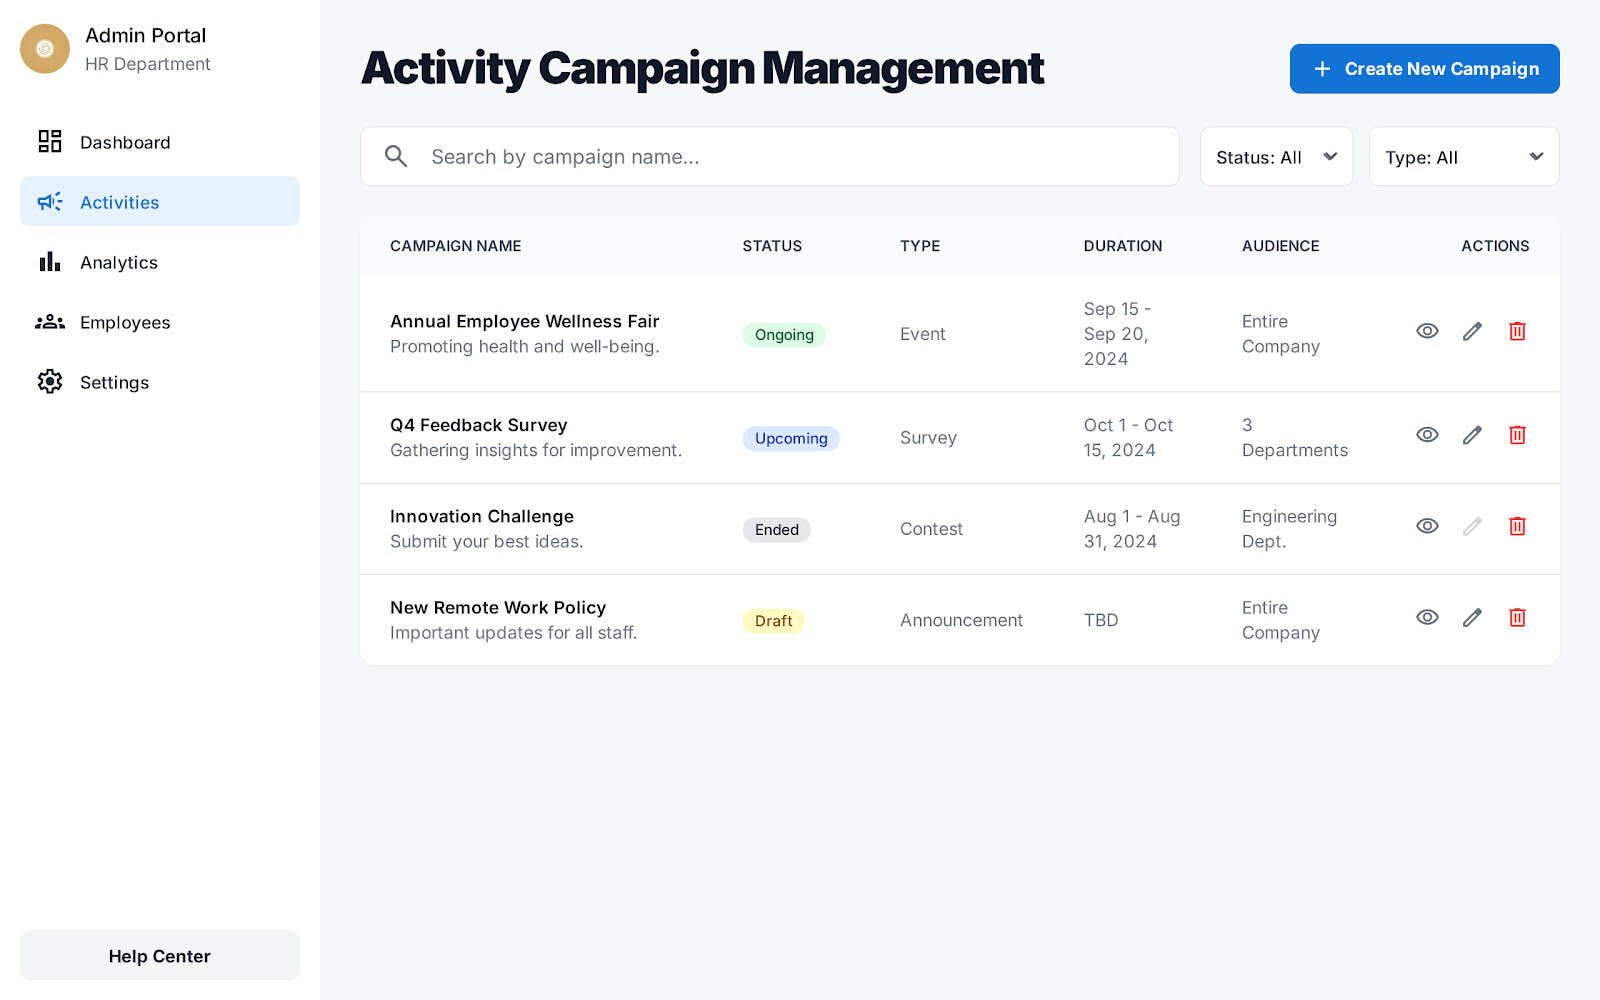 Admin Portal
HR Department
Dashboard
Activities
Analytics
Employees
Settings
Help Center
Activity Campaign Management
Create New Campaign
Search by campaign name...
Status: All
Type: All
CAMPAIGN NAME STATUS TYPE DURATION AUDIENCE ACTIONS
Annual Employee Wellness Fair
Promoting health and well-being.
Ongoing
Event
Sep 15 -
Sep 20,
2024
Entire
Company
Q4 Feedback Survey
Gathering insights for improvement.
Upcoming
Survey
Oct 1 - Oct
15, 2024
3
Departments
Innovation Challenge
Submit your best ideas.
Ended
Contest
Aug 1 - Aug
31, 2024
Engineering
Dept.
New Remote Work Policy
Important updates for all staff.
Draft
Announcement
TBD
Entire
Company